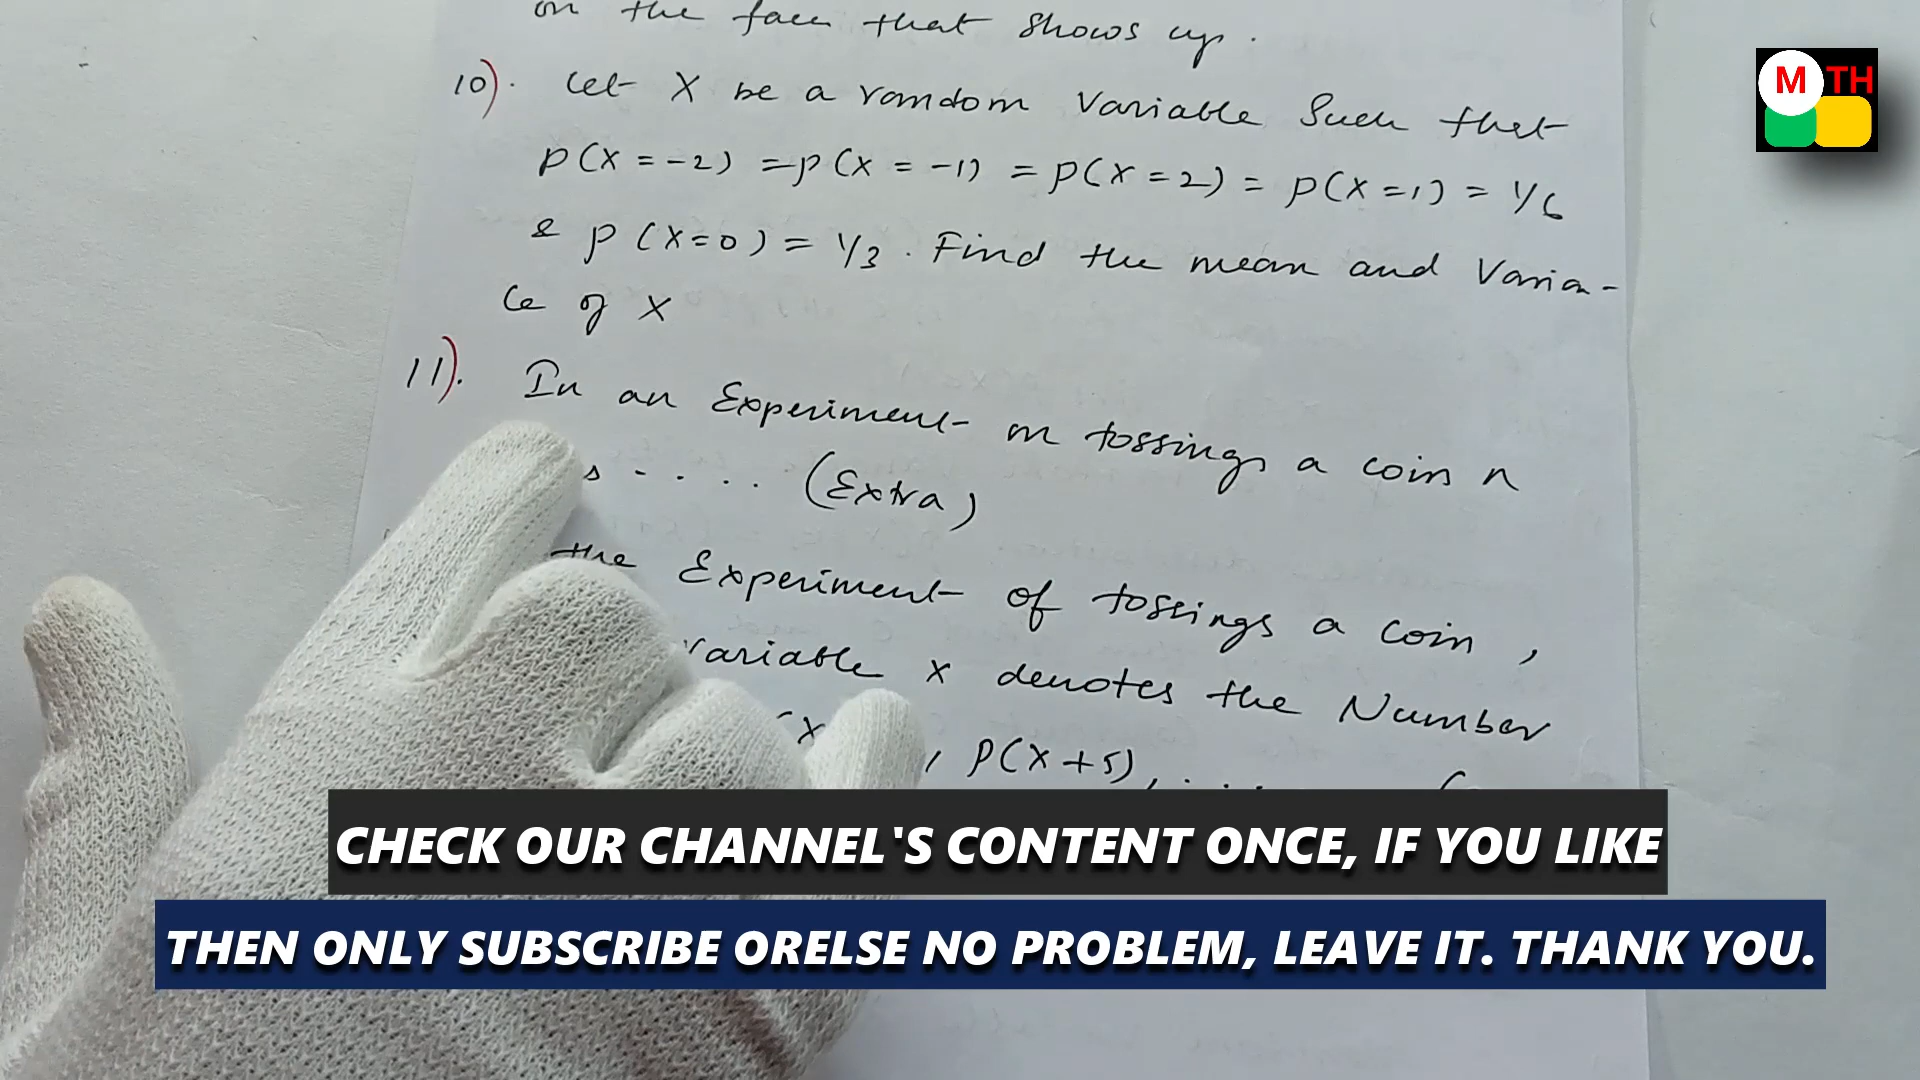 on the face that shows up.
M TH
10). Let X be a random Variable Such that
P(X = -2) = P(X = -1) = P(X = 2) = P(X = 1) = 1/6
& P(X=0) = 1/3. Find the mean and Varian-
ce of X
11). In an Experiment on tossings a coin n
s - . . . . (Extra)
the Experiment of tossings a coin,
Variable x denotes the Number
(x , P(X+5), . . . .
CHECK OUR CHANNEL'S CONTENT ONCE, IF YOU LIKE
THEN ONLY SUBSCRIBE ORELSE NO PROBLEM, LEAVE IT. THANK YOU.